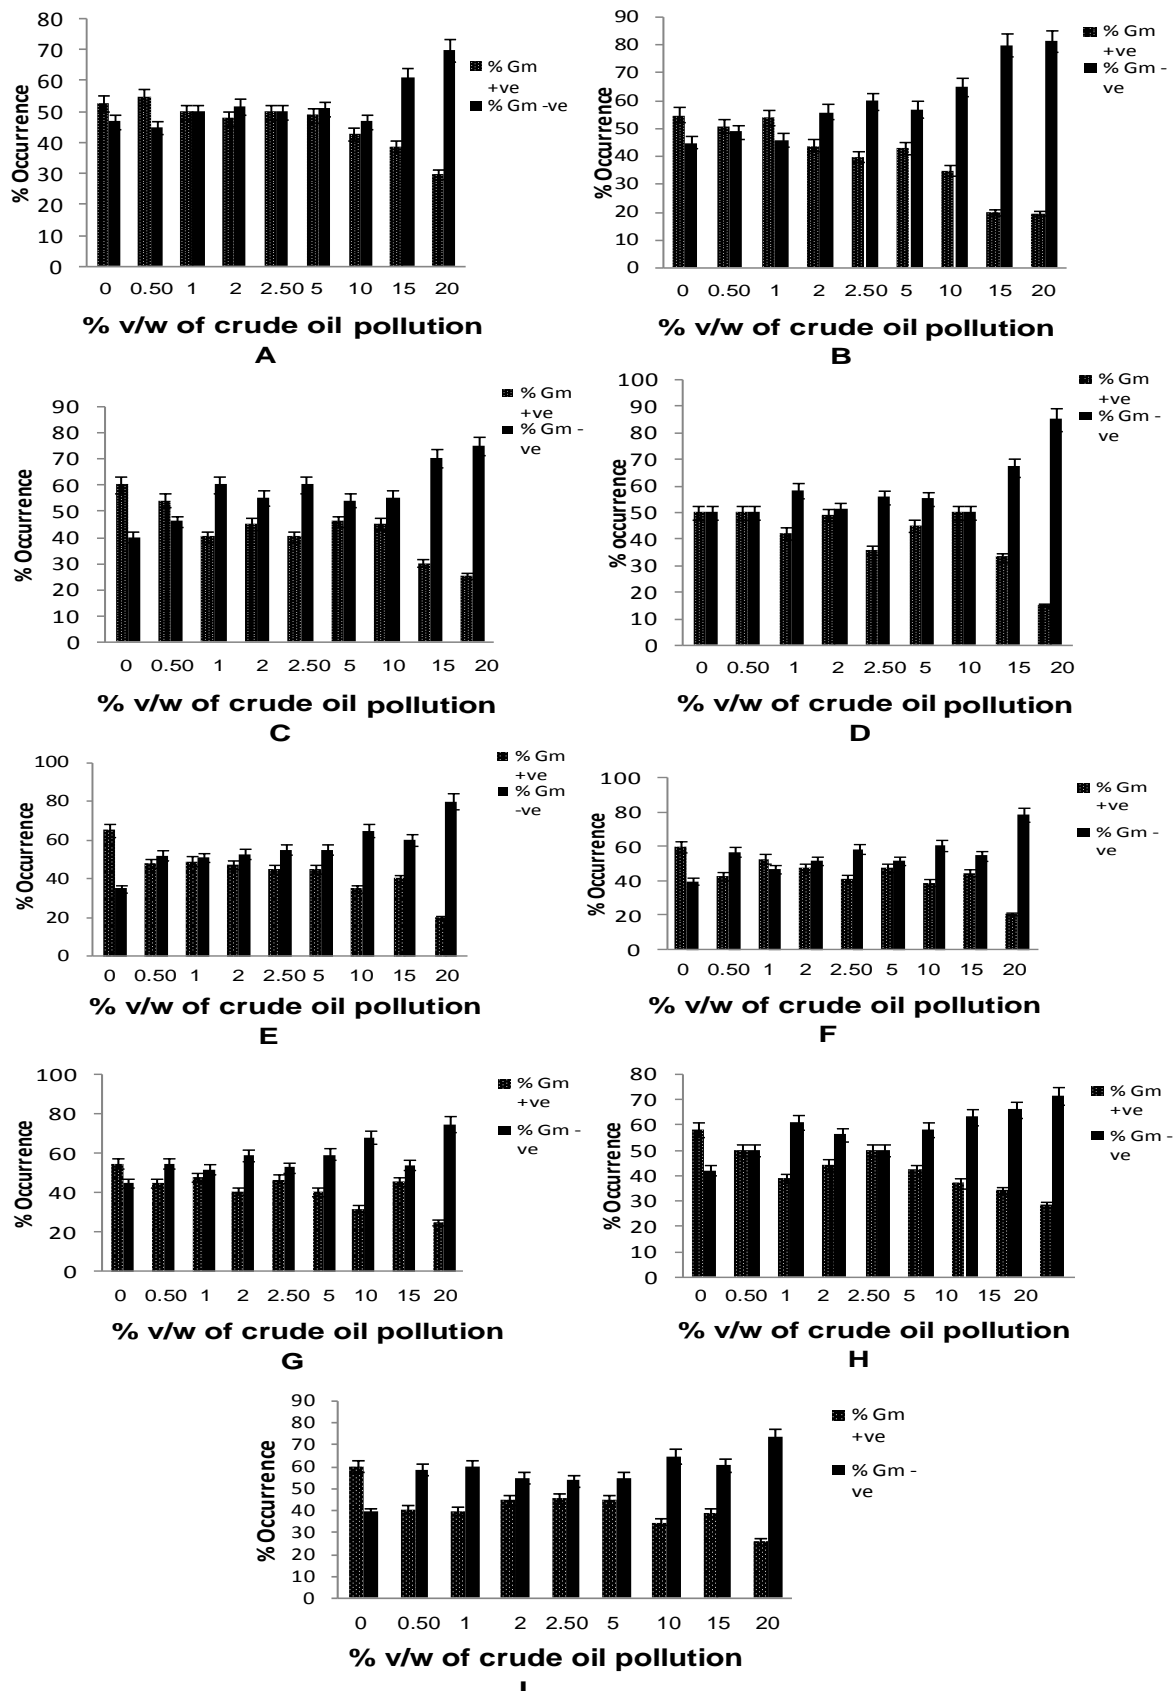 80
70
60
50
40
30
20
10
0
% Occurrence
% Gm
+ve
% Gm -ve
0 0.50 1 2 2.50 5 10 15 20
% v/w of crude oil pollution
A
90
80
70
60
50
40
30
20
10
0
% Occurrence
% Gm
+ve
% Gm -
ve
0 0.50 1 2 2.50 5 10 15 20
% v/w of crude oil pollution
B
90
80
70
60
50
40
30
20
10
0
% Occurrence
% Gm
+ve
% Gm -
ve
0 0.50 1 2 2.50 5 10 15 20
% v/w of crude oil pollution
C
100
90
80
70
60
50
40
30
20
10
0
% occurrence
% Gm
+ve
% Gm -
ve
0 0.50 1 2 2.50 5 10 15 20
% v/w of crude oil pollution
D
100
80
60
40
20
0
% Occurrence
% Gm
+ve
% Gm
-ve
0 0.50 1 2 2.50 5 10 15 20
% v/w of crude oil pollution
E
100
80
60
40
20
0
% Occurrence
% Gm
+ve
% Gm -
ve
0 0.50 1 2 2.50 5 10 15 20
% v/w of crude oil pollution
F
100
80
60
40
20
0
% Occurrence
% Gm
+ve
% Gm -
ve
0 0.50 1 2 2.50 5 10 15 20
% v/w of crude oil pollution
G
80
70
60
50
40
30
20
10
0
% Occurrence
% Gm
+ve
% Gm -
ve
0 0.50 1 2 2.50 5 10 15 20
% v/w of crude oil pollution
H
90
80
70
60
50
40
30
20
10
0
% Occurrence
% Gm
+ve
% Gm -
ve
0 0.50 1 2 2.50 5 10 15 20
% v/w of crude oil pollution
I